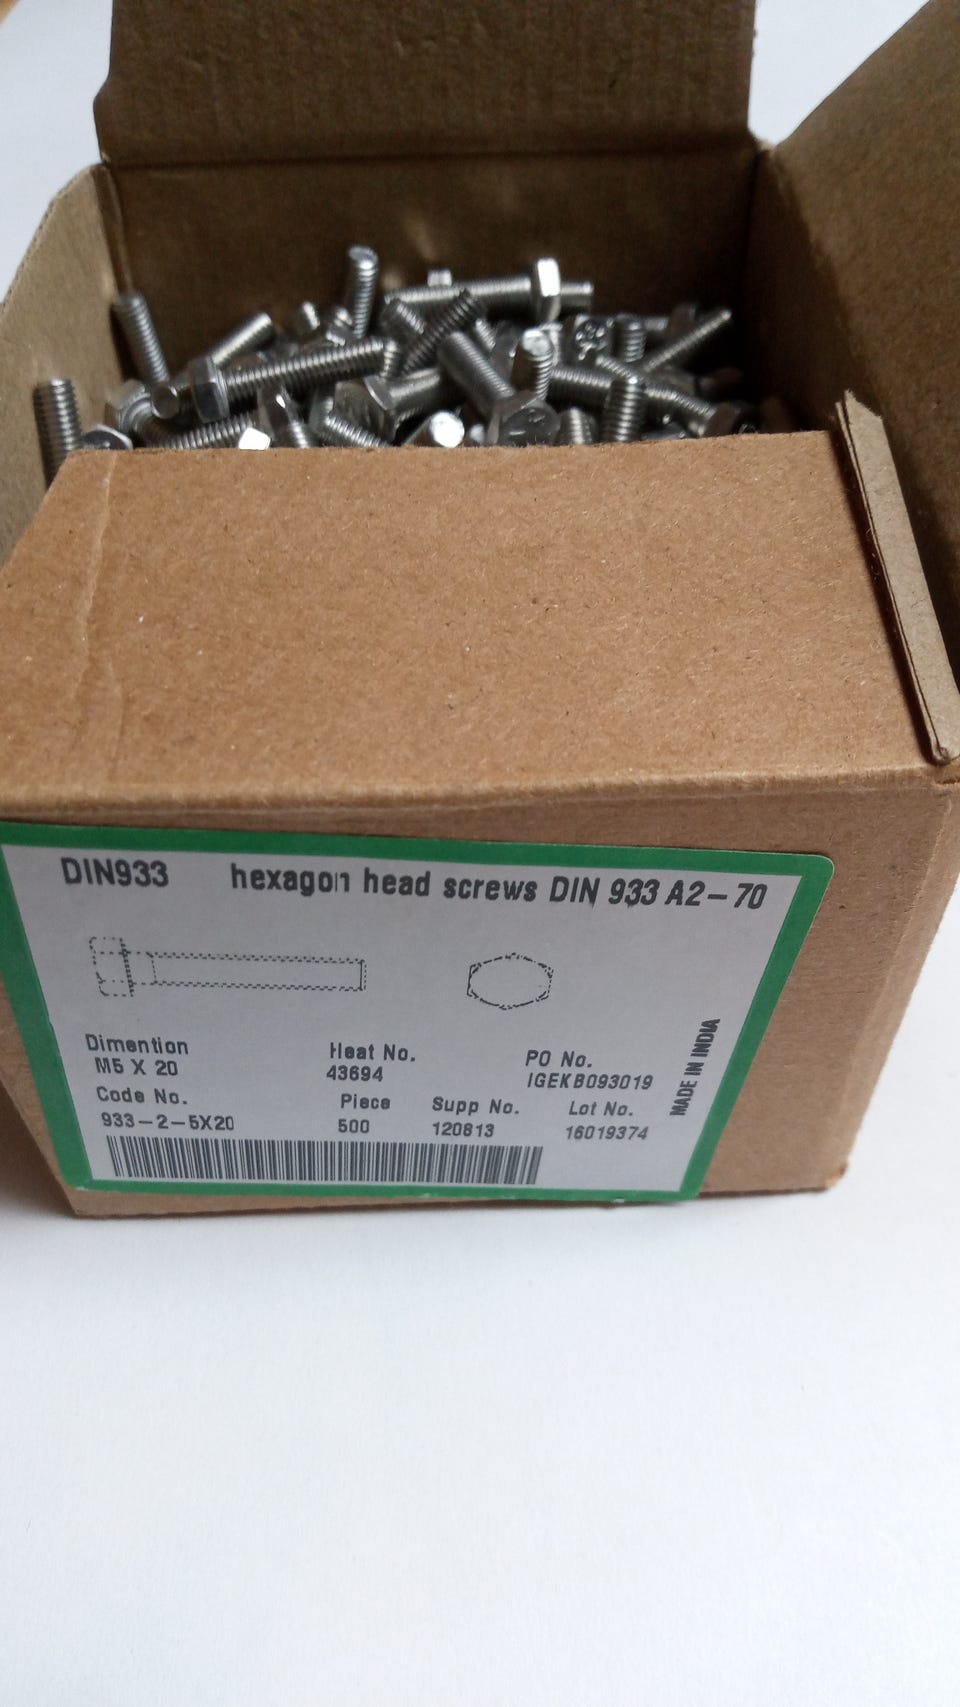 DIN933 hexagon head screws DIN 933 A2-70
Dimention Heat No. PO No.
M5 X 20 43694 IGEKB093019
Code No. Piece Supp No. Lot No.
933-2-5X20 500 120813 16019374
MADE IN INDIA